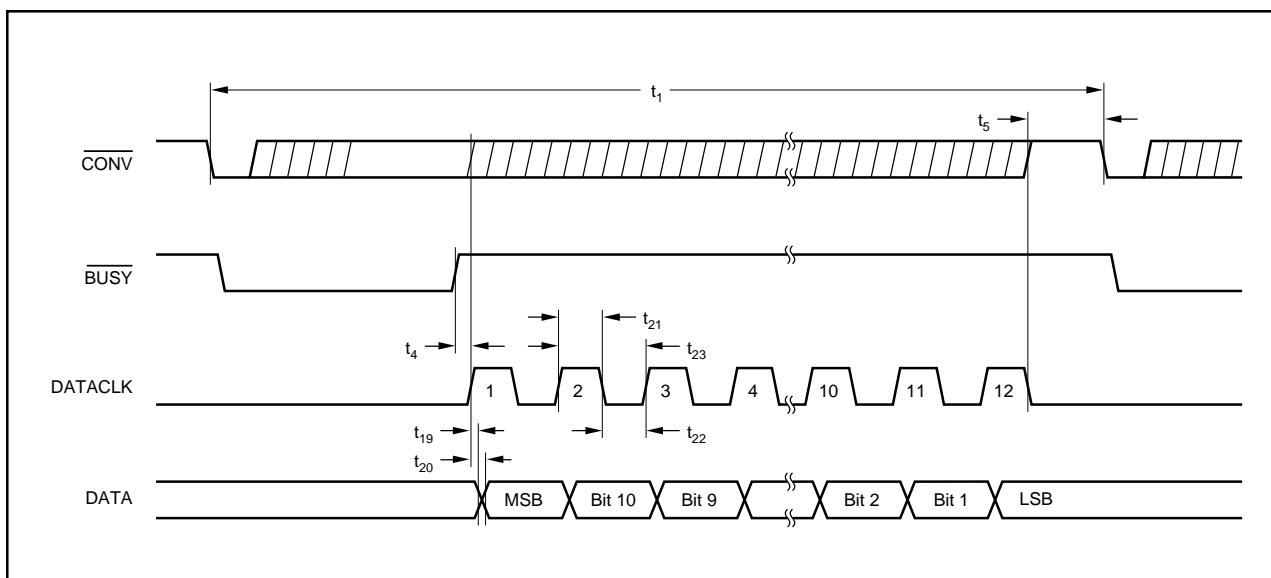 t1
t5
CONV
BUSY
t21
t4
t23
DATACLK
1 2 3 4 10 11 12
t19
t22
t20
DATA
MSB Bit 10 Bit 9 Bit 2 Bit 1 LSB